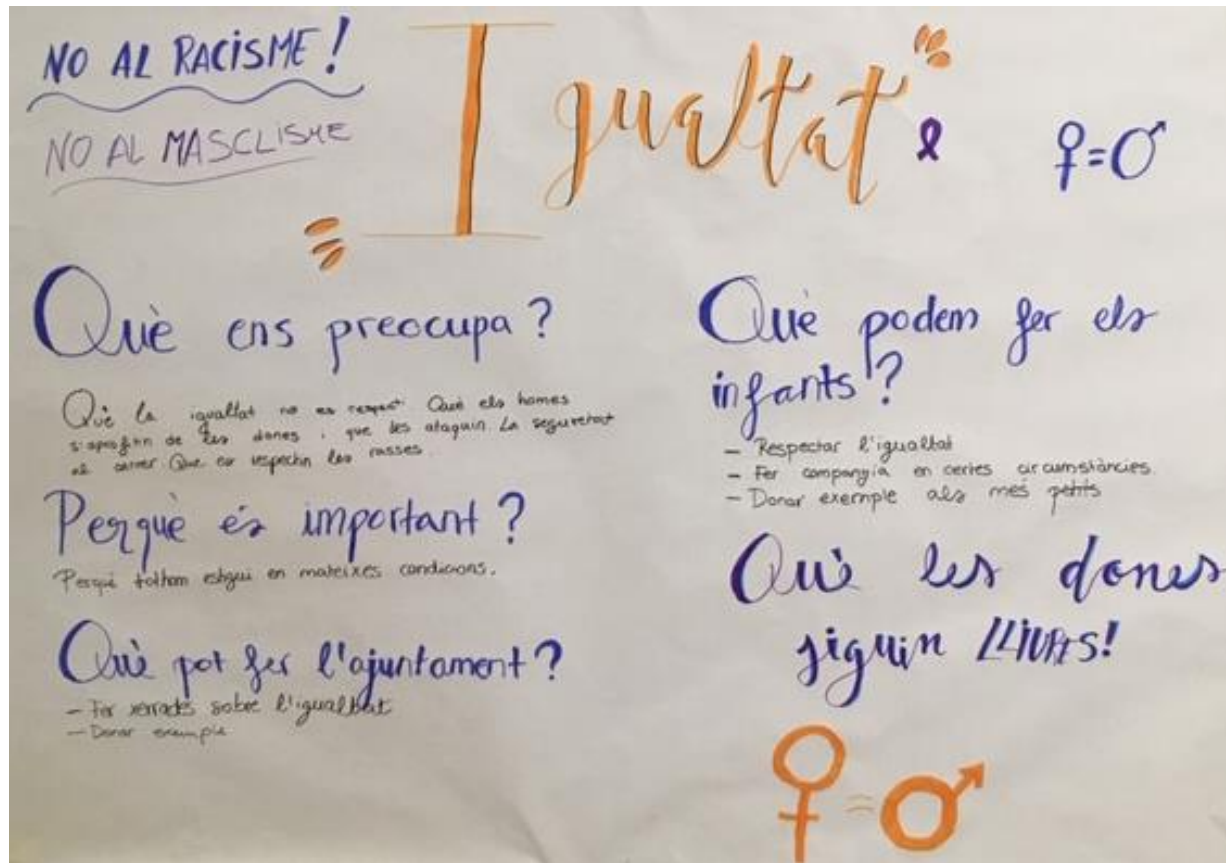 NO AL RACISME!
NO AL MASCLISME
Igualtat
♀=♂
Què ens preocupa?
Què la igualtat no es respecti. Què els homes
s'aprofitin de les dones i que les ataquin. La seguretat
al carrer. Que es respectin les rasses.
Perquè és important?
Perquè tothom estigui en mateixes condicions.
Què pot fer l'ajuntament?
- Fer xerrades sobre l'igualtat
- Donar exemple
Què podem fer els
infants?
- Respectar l'igualtat
- Fer companyia en certes circumstàncies.
- Donar exemple als més petits
Què les dones
siguin LLIURES!
♀=♂